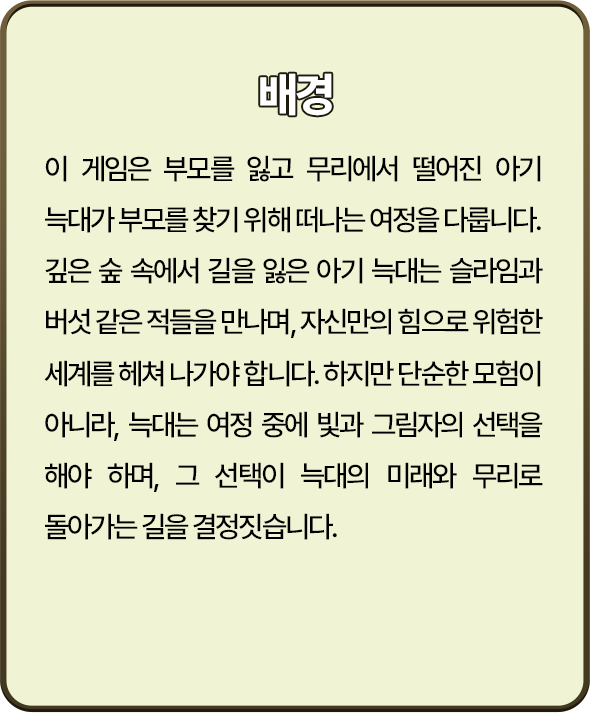 배경
이 게임은 부모를 잃고 무리에서 떨어진 아기
늑대가 부모를 찾기 위해 떠나는 여정을 다룹니다.
깊은 숲 속에서 길을 잃은 아기 늑대는 슬라임과
버섯 같은 적들을 만나며, 자신만의 힘으로 위험한
세계를 헤쳐 나가야 합니다. 하지만 단순한 모험이
아니라, 늑대는 여정 중에 빛과 그림자의 선택을
해야 하며, 그 선택이 늑대의 미래와 무리로
돌아가는 길을 결정짓습니다.